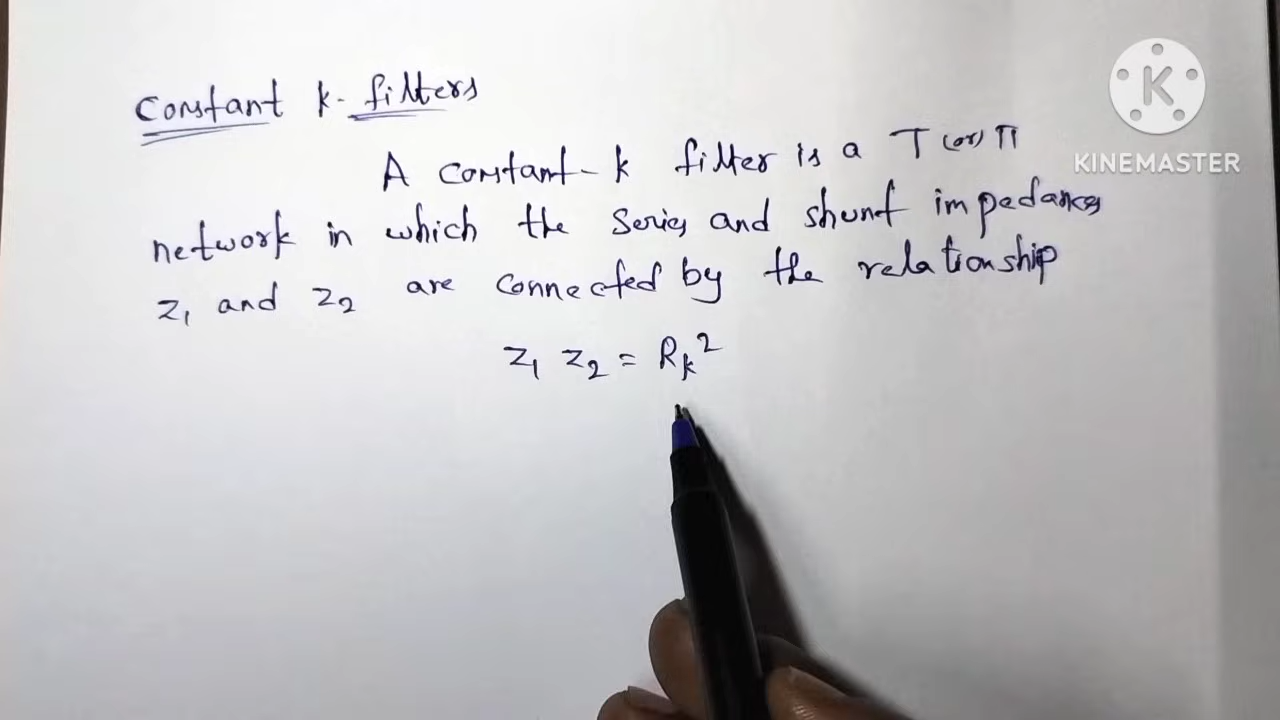 Constant k-filters
KINEMASTER
A constant-k filter is a T (or) π
network in which the series and shunt impedances
z1 and z2 are connected by the relationship
z1 z2 = Rk²